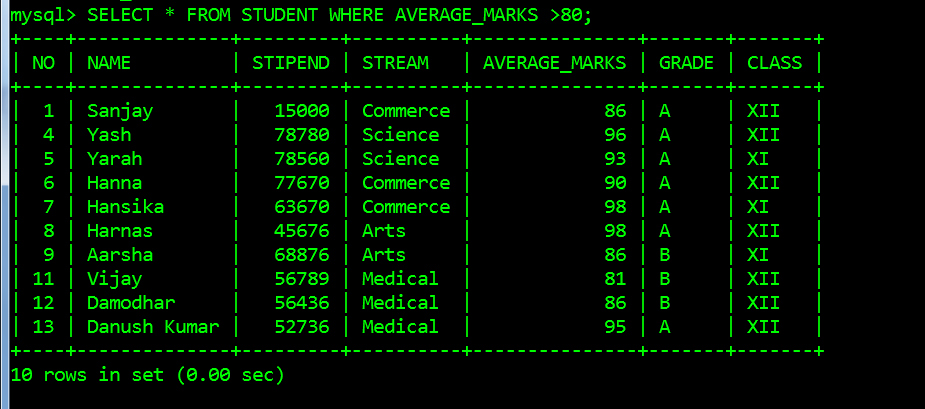 mysql> SELECT * FROM STUDENT WHERE AVERAGE_MARKS >80;
+----+--------------+---------+----------+---------------+-------+-------+
| NO | NAME         | STIPEND | STREAM   | AVERAGE_MARKS | GRADE | CLASS |
+----+--------------+---------+----------+---------------+-------+-------+
|  1 | Sanjay       |   15000 | Commerce |            86 | A     | XII   |
|  4 | Yash         |   78780 | Science  |            96 | A     | XII   |
|  5 | Yarah        |   78560 | Science  |            93 | A     | XI    |
|  6 | Hanna        |   77670 | Commerce |            90 | A     | XII   |
|  7 | Hansika      |   63670 | Commerce |            98 | A     | XI    |
|  8 | Harnas       |   45676 | Arts     |            98 | A     | XII   |
|  9 | Aarsha       |   68876 | Arts     |            86 | B     | XI    |
| 11 | Vijay        |   56789 | Medical  |            81 | B     | XII   |
| 12 | Damodhar     |   56436 | Medical  |            86 | B     | XII   |
| 13 | Danush Kumar |   52736 | Medical  |            95 | A     | XII   |
+----+--------------+---------+----------+---------------+-------+-------+
10 rows in set (0.00 sec)